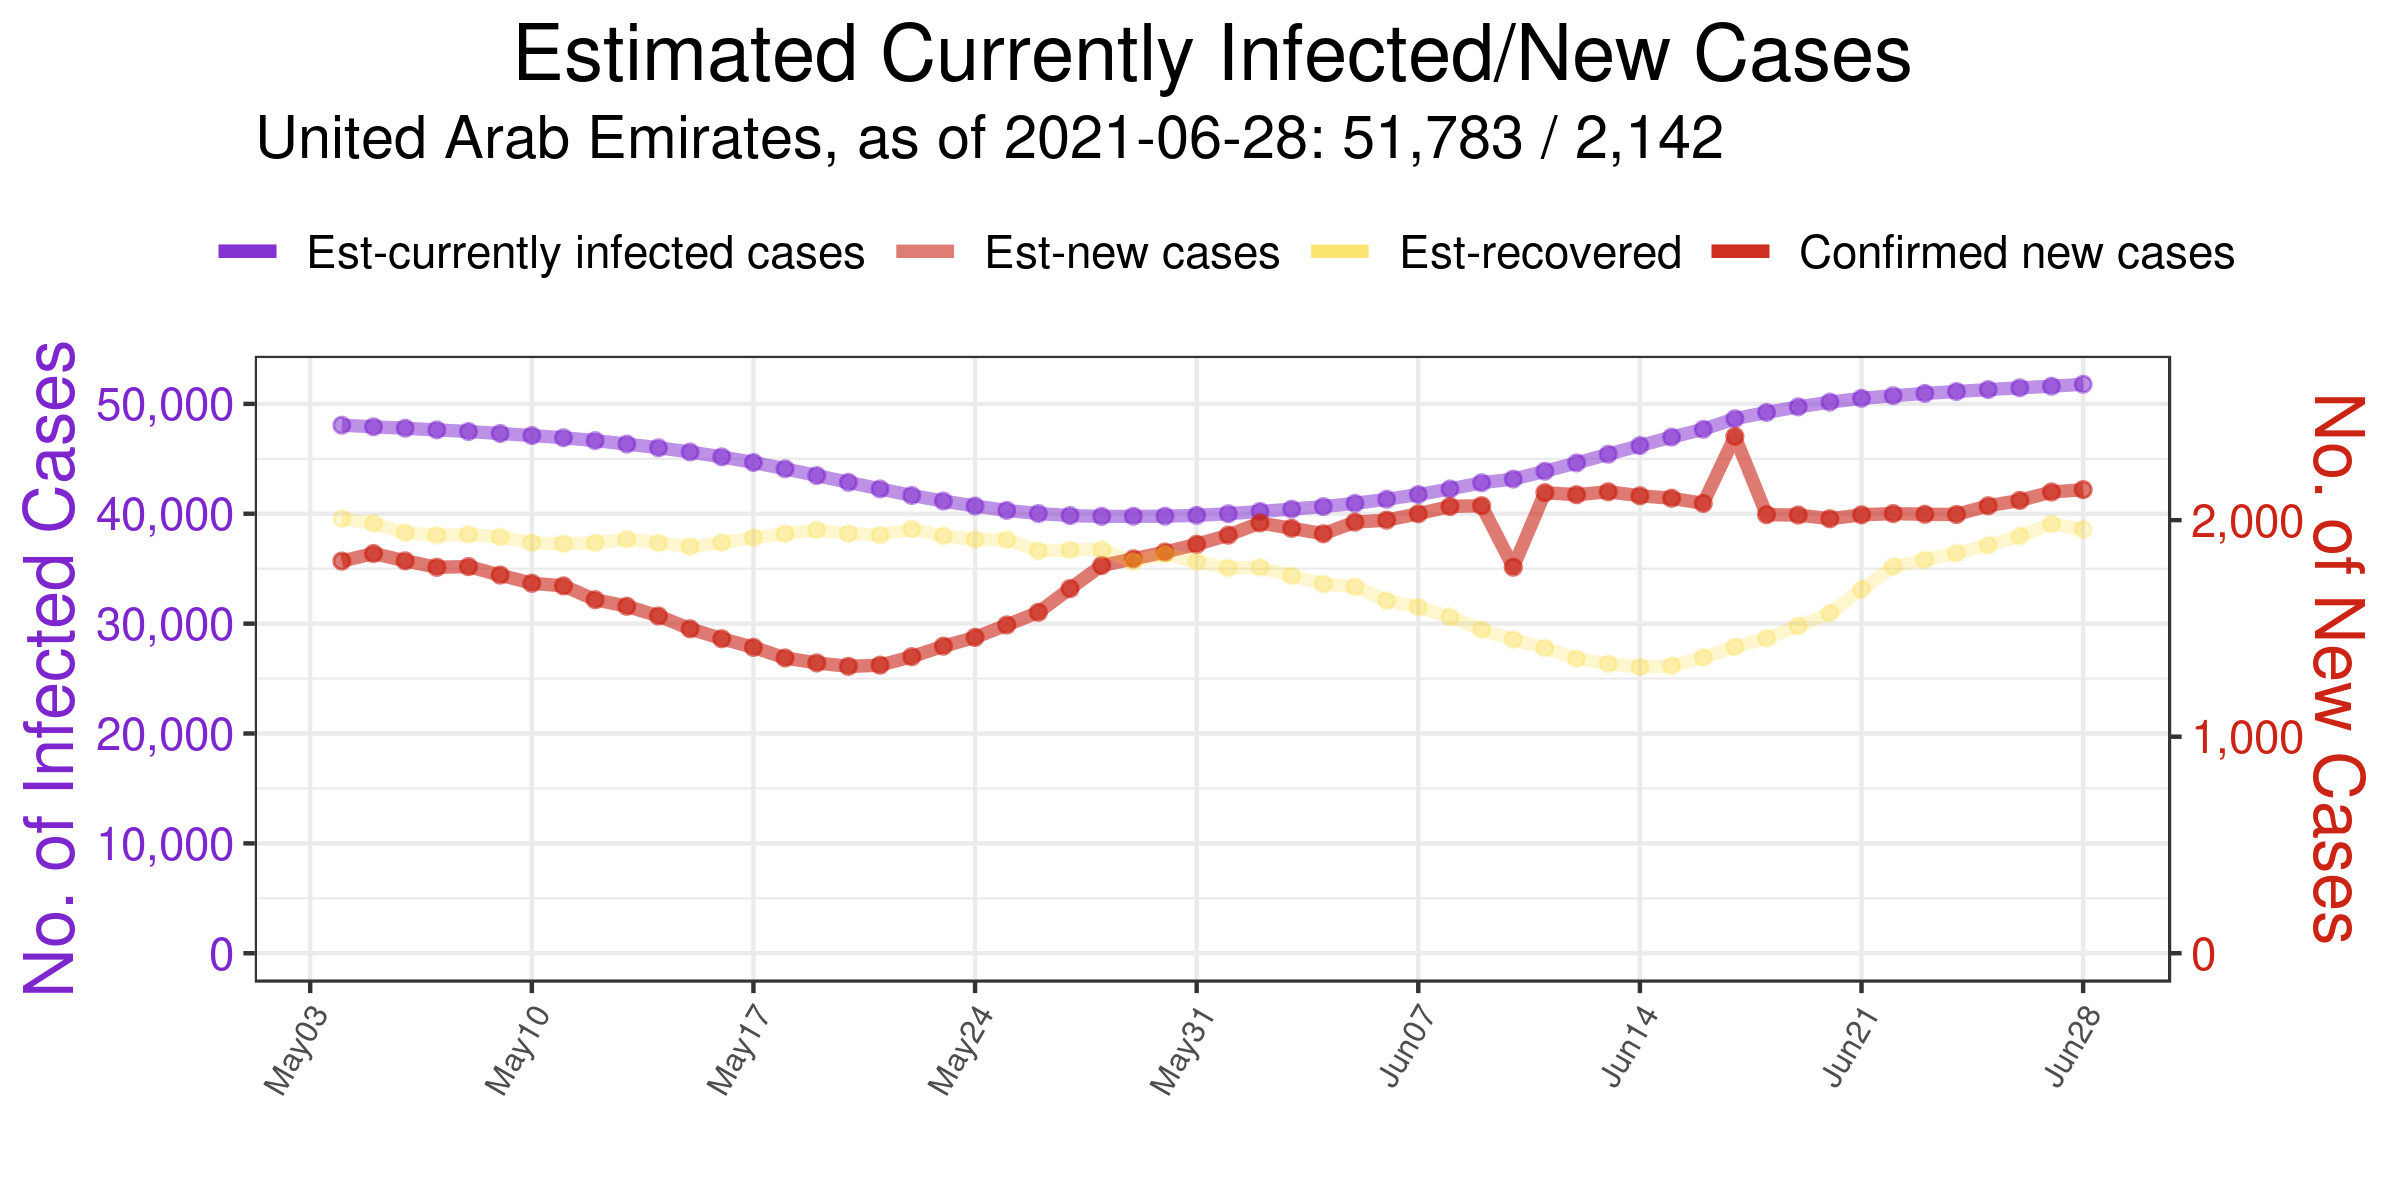 Estimated Currently Infected/New Cases
United Arab Emirates, as of 2021-06-28: 51,783 / 2,142
Est-currently infected cases Est-new cases Est-recovered Confirmed new cases
No. of Infected Cases
50,000
40,000
30,000
20,000
10,000
0
2,000
1,000
0
No. of New Cases
May03 May10 May17 May24 May31 Jun07 Jun14 Jun21 Jun28